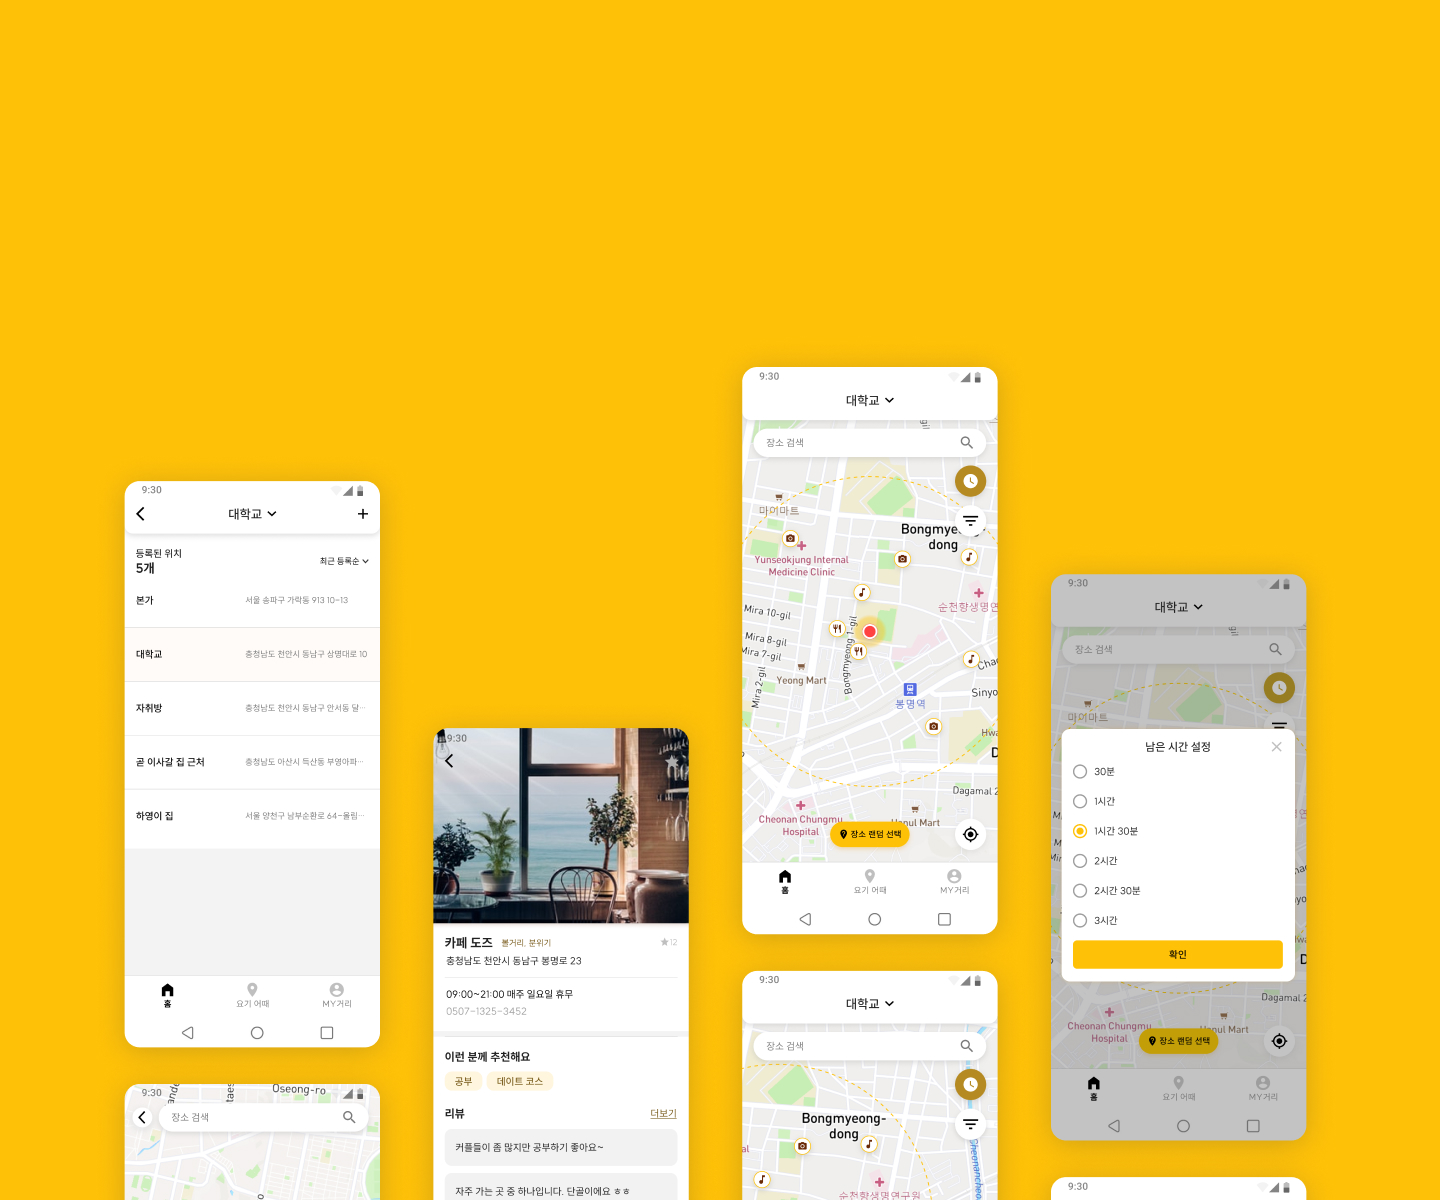 9:30
대학교
등록된 위치
5개
최근 등록순
본가
서울 송파구 가락동 913 10-13
대학교
충청남도 천안시 동남구 상명대로 10
자취방
충청남도 천안시 동남구 안서동 달...
곧 이사갈 집 근처
충청남도 아산시 득산동 부영아파...
하영이 집
서울 양천구 남부순환로 64-올림...
홈
요기 어때
MY거리
9:30
Oseong-ro
장소 검색
9:30
카페 도즈
볼거리, 분위기
12
충청남도 천안시 동남구 봉명로 23
09:00~21:00 매주 일요일 휴무
0507-1325-3452
이런 분께 추천해요
공부
데이트 코스
리뷰
더보기
커플들이 좀 많지만 공부하기 좋아요~
자주 가는 곳 중 하나입니다. 단골이에요 ㅎㅎ
9:30
대학교
장소 검색
마이마트
Bongmye
dong
Yunseokjung Internal
Medicine Clinic
순천향생명연
Mira 10-gil
Mira 8-gil
Mira 7-gil
Bongmyeong 1-gil
Mira 2-gil
Yeong Mart
Sinyo
봉명역
Dagamal 2
Cheonan Chungmu
Hospital
Mart
장소 랜덤 선택
홈
요기 어때
MY거리
9:30
대학교
장소 검색
Bongmyeong-
dong
순천향생명연구원
9:30
대학교
장소 검색
마이마트
남은 시간 설정
30분
1시간
1시간 30분
2시간
2시간 30분
3시간
확인
Dagamal 2
Cheonan Chungmu
Hospital
Mart
장소 랜덤 선택
홈
요기 어때
MY거리
9:30